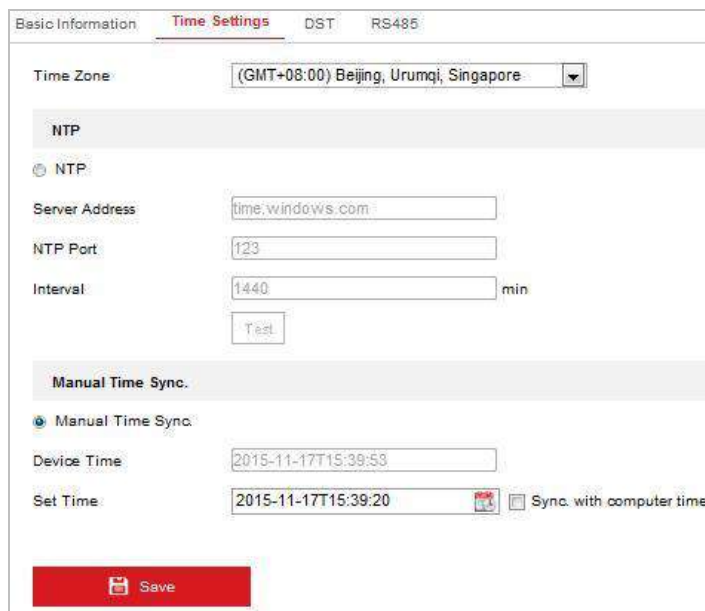 Basic Information Time Settings DST RS485
Time Zone (GMT+08:00) Beijing, Urumqi, Singapore
NTP
NTP
Server Address time.windows.com
NTP Port 123
Interval 1440 min
Test
Manual Time Sync.
Manual Time Sync.
Device Time 2015-11-17T15:39:53
Set Time 2015-11-17T15:39:20 Sync. with computer time
Save